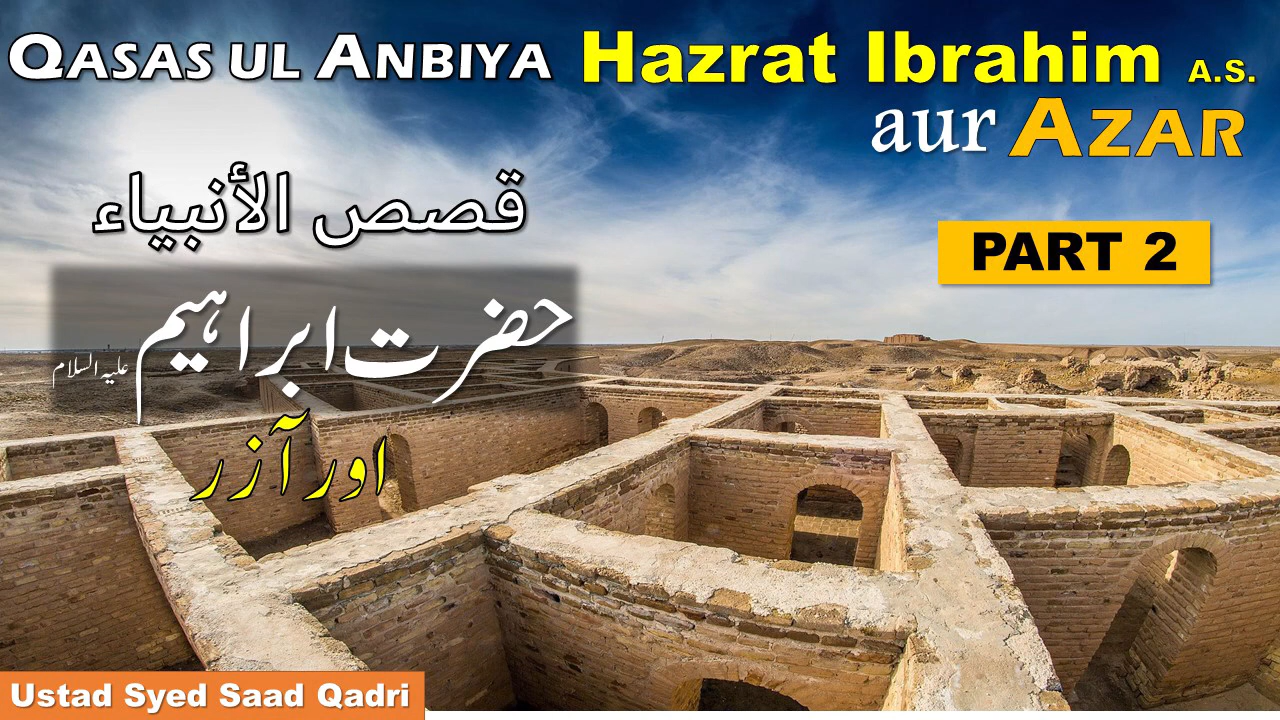 QASAS UL ANBIYA Hazrat Ibrahim A.S.
aur AZAR
قصص الأنبياء
PART 2
حضرت ابراہیم علیہ السلام
اور آزر
Ustad Syed Saad Qadri